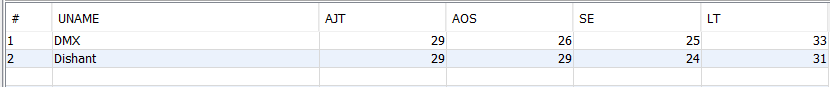 # UNAME AJT AOS SE LT
1 DMX 29 26 25 33
2 Dishant 29 29 24 31